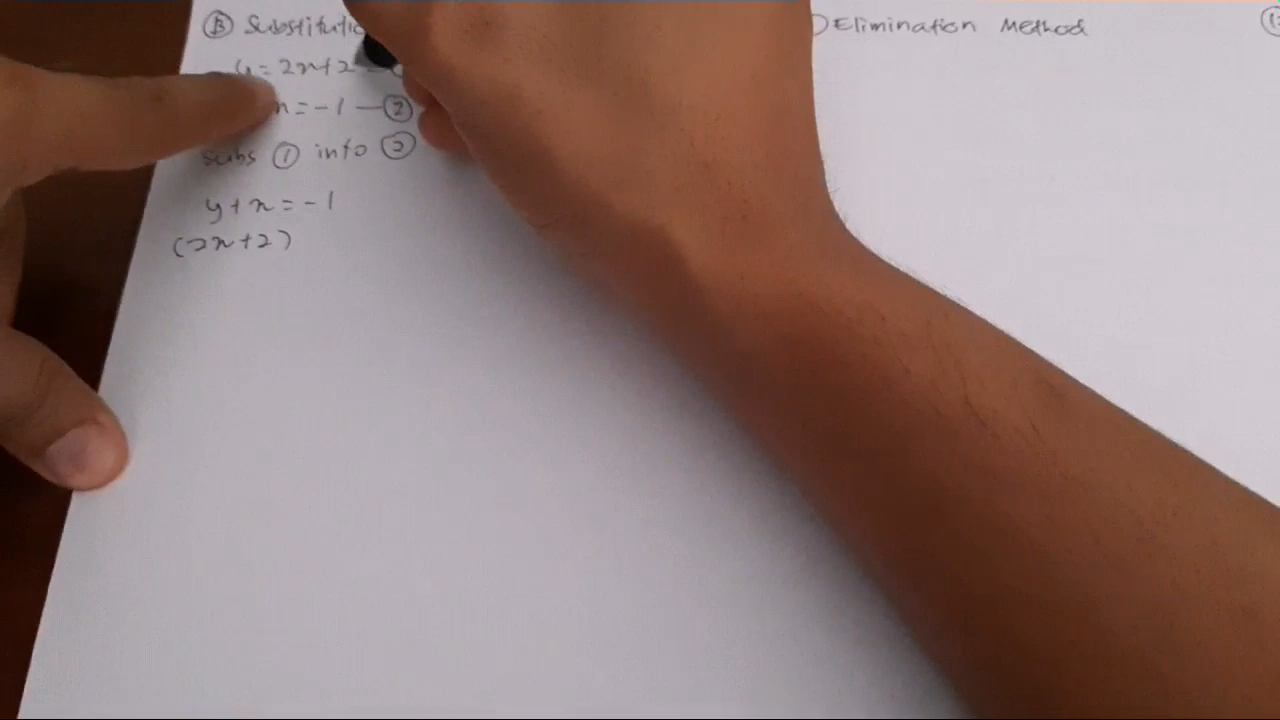 Ⓑ Substitutio
y = 2x+2 —
x = -1 — ②
subs ① into ②
y + x = -1
(2x+2)
Elimination Method